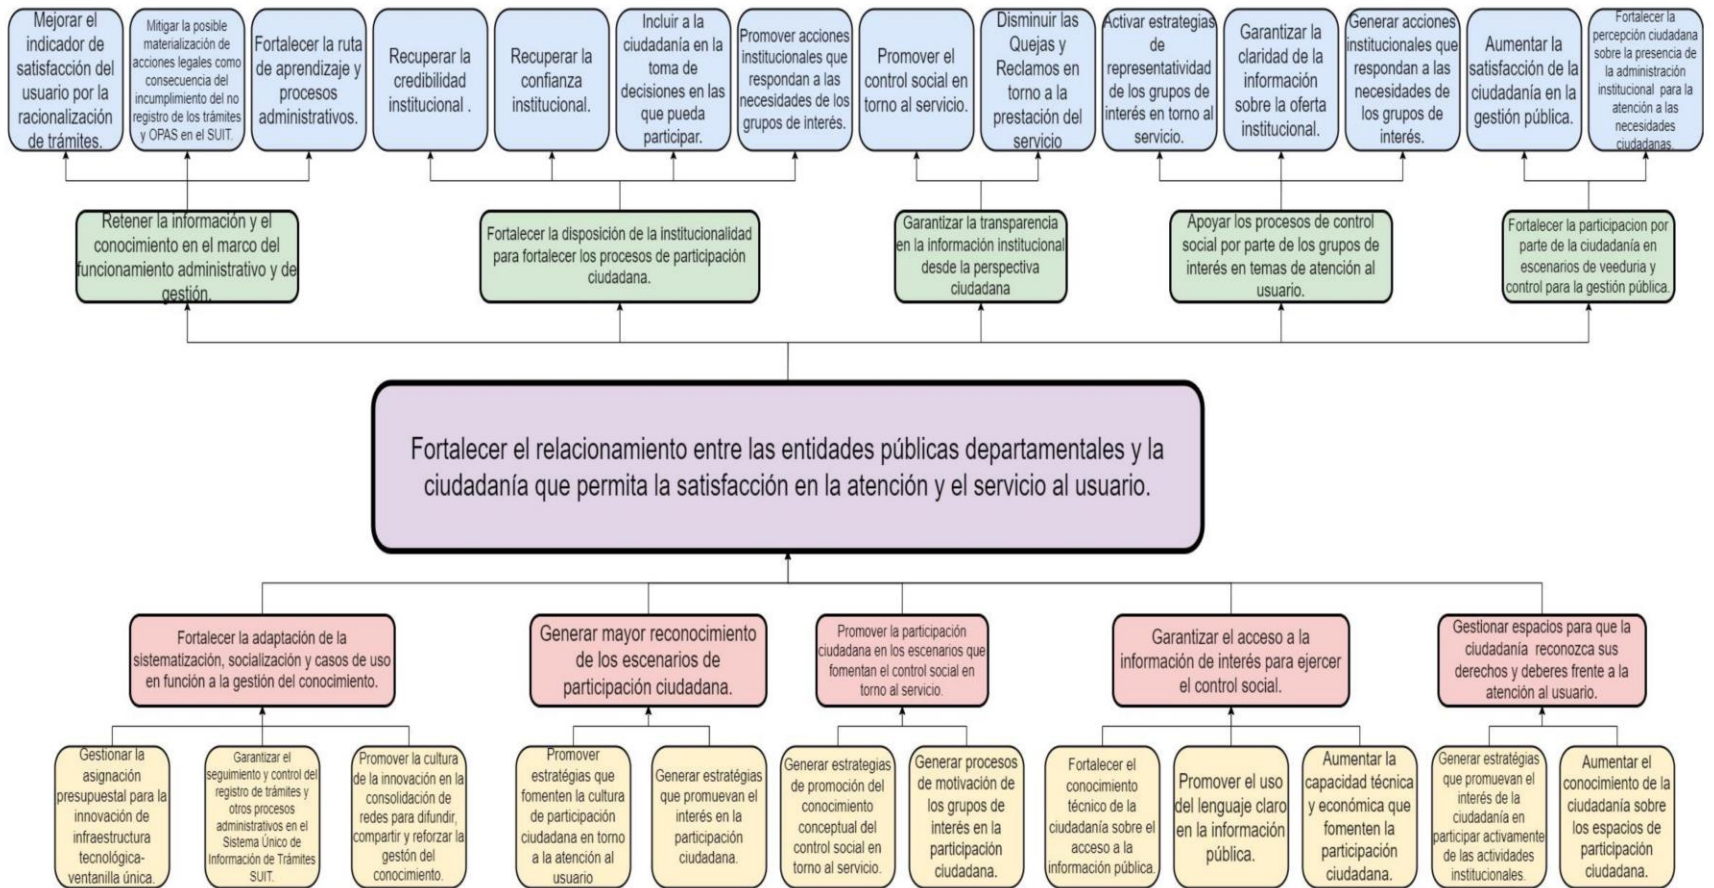 Mejorar el
indicador de
satisfacción del
usuario por la
racionalización
de trámites.
Mitigar la posible
materialización de
acciones legales como
consecuencia del
incumplimiento del no
registro de los trámites
y OPAS en el SUIT.
Fortalecer la ruta
de aprendizaje y
procesos
administrativos.
Recuperar la
credibilidad
institucional .
Recuperar la
confianza
institucional.
Incluir a la
ciudadanía en la
toma de
decisiones en las
que pueda
participar.
Promover acciones
institucionales que
respondan a las
necesidades de los
grupos de interés.
Promover el
control social en
torno al servicio.
Disminuir las
Quejas y
Reclamos en
torno a la
prestación del
servicio
Activar estrategias
de
representatividad
de los grupos de
interés en torno al
servicio.
Garantizar la
claridad de la
información
sobre la oferta
institucional.
Generar acciones
institucionales que
respondan a las
necesidades de
los grupos de
interés.
Aumentar la
satisfacción de la
ciudadanía en la
gestión pública.
Fortalecer la
percepción ciudadana
sobre la presencia de
la administración
institucional para la
atención a las
necesidades
ciudadanas.
Retener la información y el
conocimiento en el marco del
funcionamiento administrativo y de
gestión.
Fortalecer la disposición de la institucionalidad
para fortalecer los procesos de participación
ciudadana.
Garantizar la transparencia
en la información institucional
desde la perspectiva
ciudadana
Apoyar los procesos de control
social por parte de los grupos de
interés en temas de atención al
usuario.
Fortalecer la participacion por
parte de la ciudadanía en
escenarios de veeduria y
control para la gestión pública.
Fortalecer el relacionamiento entre las entidades públicas departamentales y la
ciudadanía que permita la satisfacción en la atención y el servicio al usuario.
Fortalecer la adaptación de la
sistematización, socialización y casos de uso
en función a la gestión del conocimiento.
Generar mayor reconocimiento
de los escenarios de
participación ciudadana.
Promover la participación
ciudadana en los escenarios que
fomentan el control social en
torno al servicio.
Garantizar el acceso a la
información de interés para ejercer
el control social.
Gestionar espacios para que la
ciudadanía reconozca sus
derechos y deberes frente a la
atención al usuario.
Gestionar la
asignación
presupuestal para la
innovación de
infraestructura
tecnológica-
ventanilla única.
Garantizar el
seguimiento y control del
registro de trámites y
otros procesos
administrativos en el
Sistema Único de
Información de Trámites
SUIT.
Promover la cultura
de la innovación en la
consolidación de
redes para difundir,
compartir y reforzar la
gestión del
conocimiento.
Promover
estratégias que
fomenten la cultura
de participación
ciudadana en torno
a la atención al
usuario
Generar estratégias
que promuevan el
interés en la
participación
ciudadana.
Generar estrategias
de promoción del
conocimiento
conceptual del
control social en
torno al servicio.
Generar procesos
de motivación de
los grupos de
interés en la
participación
ciudadana.
Fortalecer el
conocimiento
técnico de la
ciudadanía sobre el
acceso a la
información pública.
Promover el uso
del lenguaje claro
en la información
pública.
Aumentar la
capacidad técnica
y económica que
fomenten la
participación
ciudadana.
Generar estratégias
que promuevan el
interés de la
ciudadanía en
participar activamente
de las actividades
institucionales.
Aumentar el
conocimiento de la
ciudadanía sobre
los espacios de
participación
ciudadana.